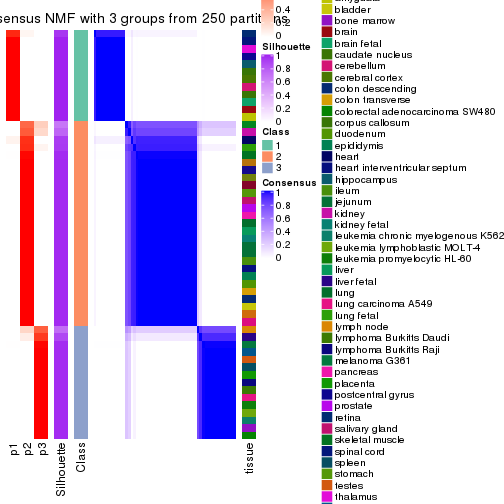 sensus NMF with 3 groups from 250 partitions
0.4
0.2
0
Silhouette
1
0.8
0.6
0.4
0.2
0
Class
1
2
3
Consensus
1
0.8
0.6
0.4
0.2
0
amygdala
bladder
bone marrow
brain
brain fetal
caudate nucleus
cerebellum
cerebral cortex
colon descending
colon transverse
colorectal adenocarcinoma SW480
corpus callosum
duodenum
epididymis
heart
heart interventricular septum
hippocampus
ileum
jejunum
kidney
kidney fetal
leukemia chronic myelogenous K562
leukemia lymphoblastic MOLT-4
leukemia promyelocytic HL-60
liver
liver fetal
lung
lung carcinoma A549
lung fetal
lymph node
lymphoma Burkitts Daudi
lymphoma Burkitts Raji
melanoma G361
pancreas
placenta
postcentral gyrus
prostate
retina
salivary gland
skeletal muscle
spinal cord
spleen
stomach
testes
thalamus
p1
p2
p3
Silhouette
Class
tissue